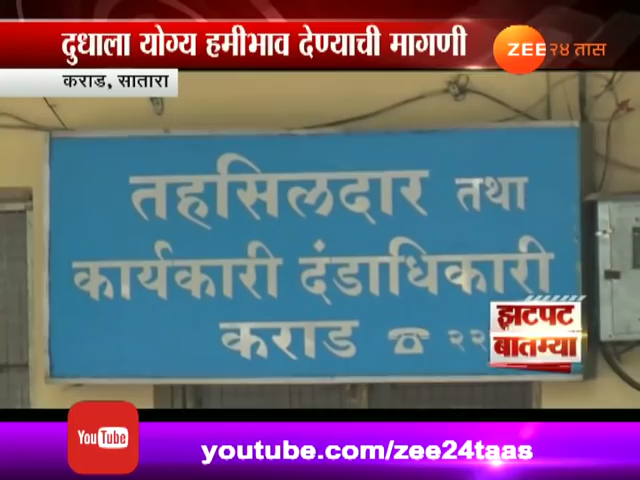 दुधाला योग्य हमीभाव देण्याची मागणी
ZEE २४ तास
कराड, सातारा
तहसिलदार तथा
कार्यकारी दंडाधिकारी
कराड ☎ २२
झटपट
बातम्या
YouTube
youtube.com/zee24taas